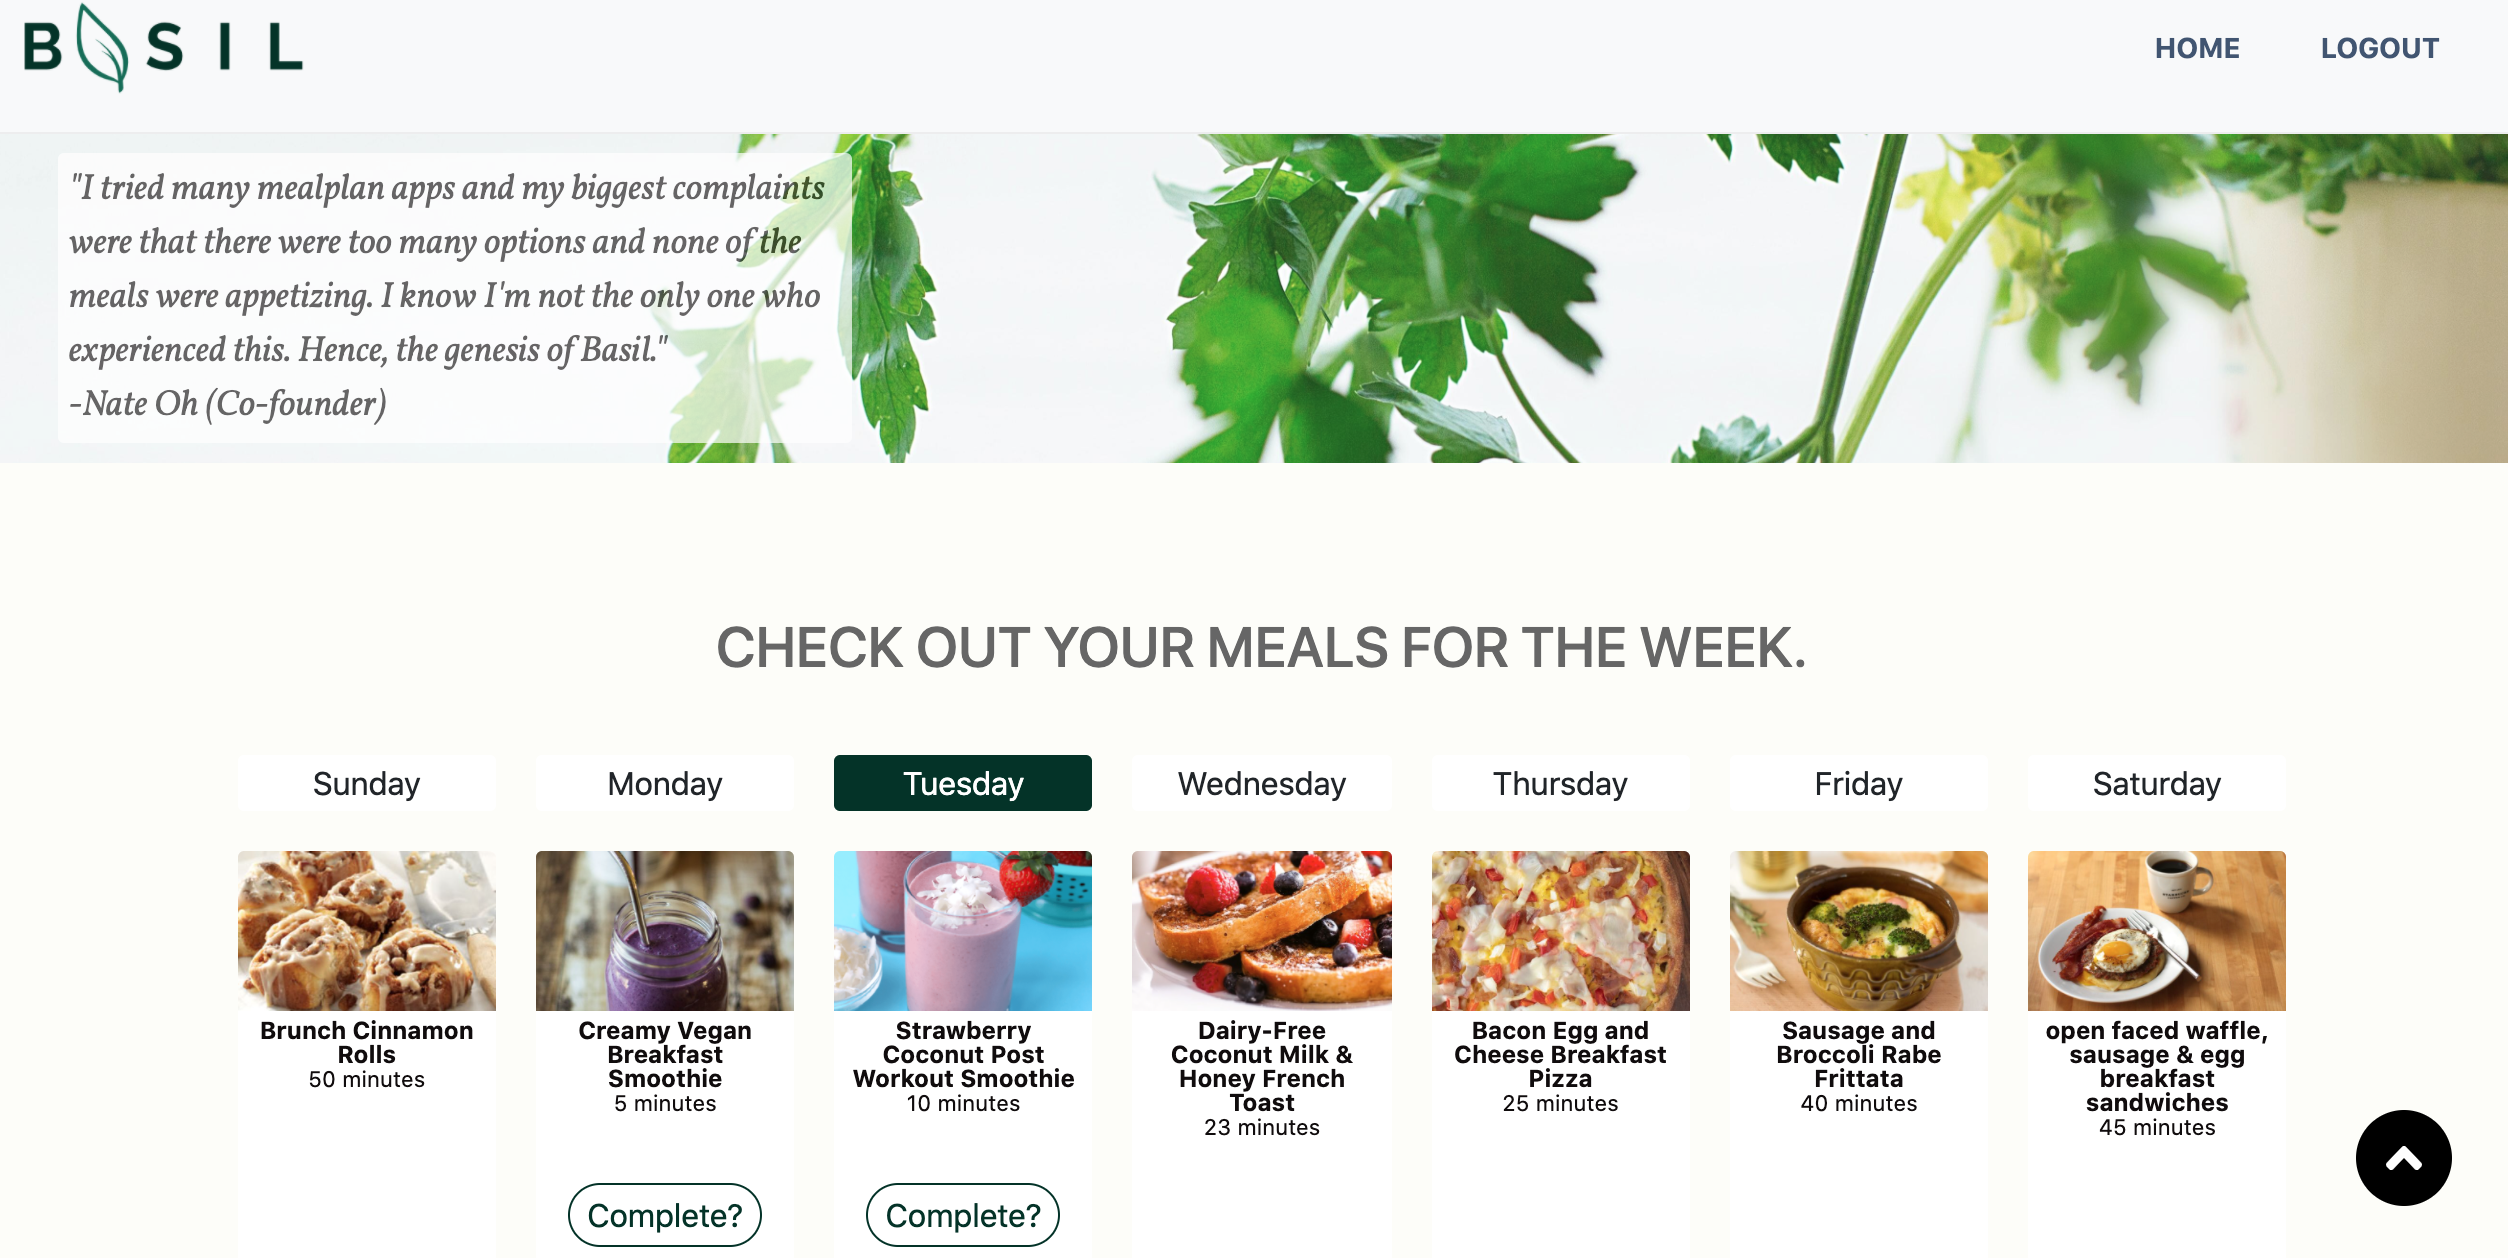 B SIL
HOME
LOGOUT
"I tried many mealplan apps and my biggest complaints
were that there were too many options and none of the
meals were appetizing. I know I'm not the only one who
experienced this. Hence, the genesis of Basil."
-Nate Oh (Co-founder)
CHECK OUT YOUR MEALS FOR THE WEEK.
Sunday
Monday
Tuesday
Wednesday
Thursday
Friday
Saturday
Brunch Cinnamon
Rolls
50 minutes
Creamy Vegan
Breakfast
Smoothie
5 minutes
Complete?
Strawberry
Coconut Post
Workout Smoothie
10 minutes
Complete?
Dairy-Free
Coconut Milk &
Honey French
Toast
23 minutes
Bacon Egg and
Cheese Breakfast
Pizza
25 minutes
Sausage and
Broccoli Rabe
Frittata
40 minutes
open faced waffle,
sausage & egg
breakfast
sandwiches
45 minutes